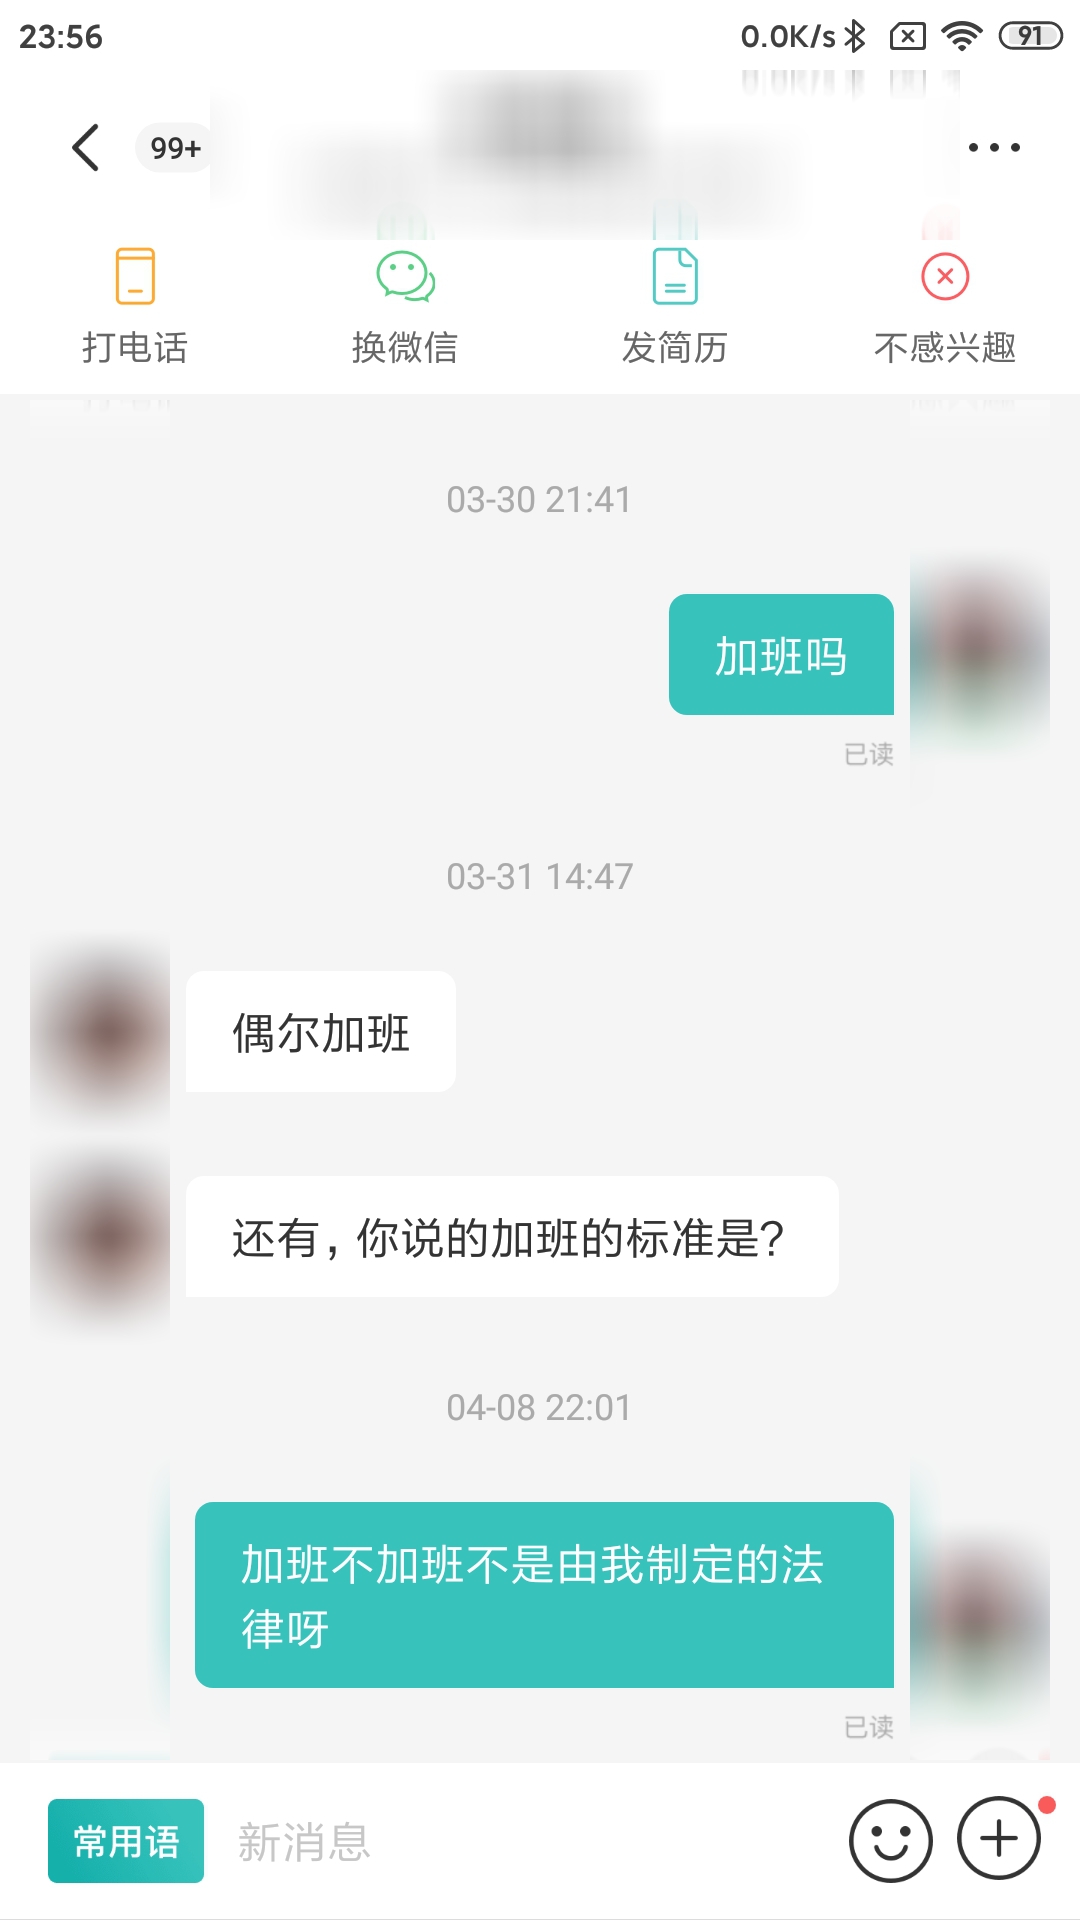 23:56
0.0K/s
91
99+
打电话
换微信
发简历
不感兴趣
03-30 21:41
加班吗
已读
03-31 14:47
偶尔加班
还有,你说的加班的标准是?
04-08 22:01
加班不加班不是由我制定的法
律呀
已读
常用语
新消息